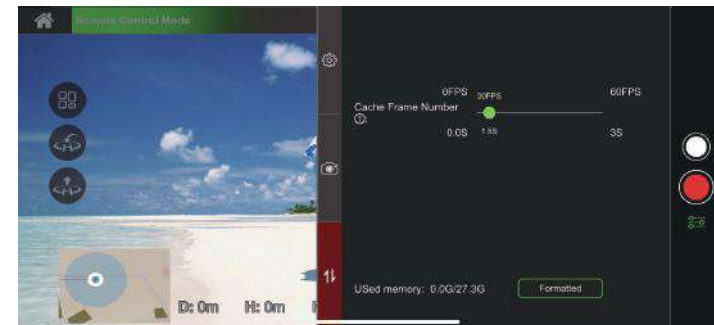 Remote Control Mode
0FPS 30FPS 60FPS
Cache Frame Number
?:
0.0S 1.5S 3S
USed memory: 0.0G/27.3G Formatted
D: 0m H: 0m